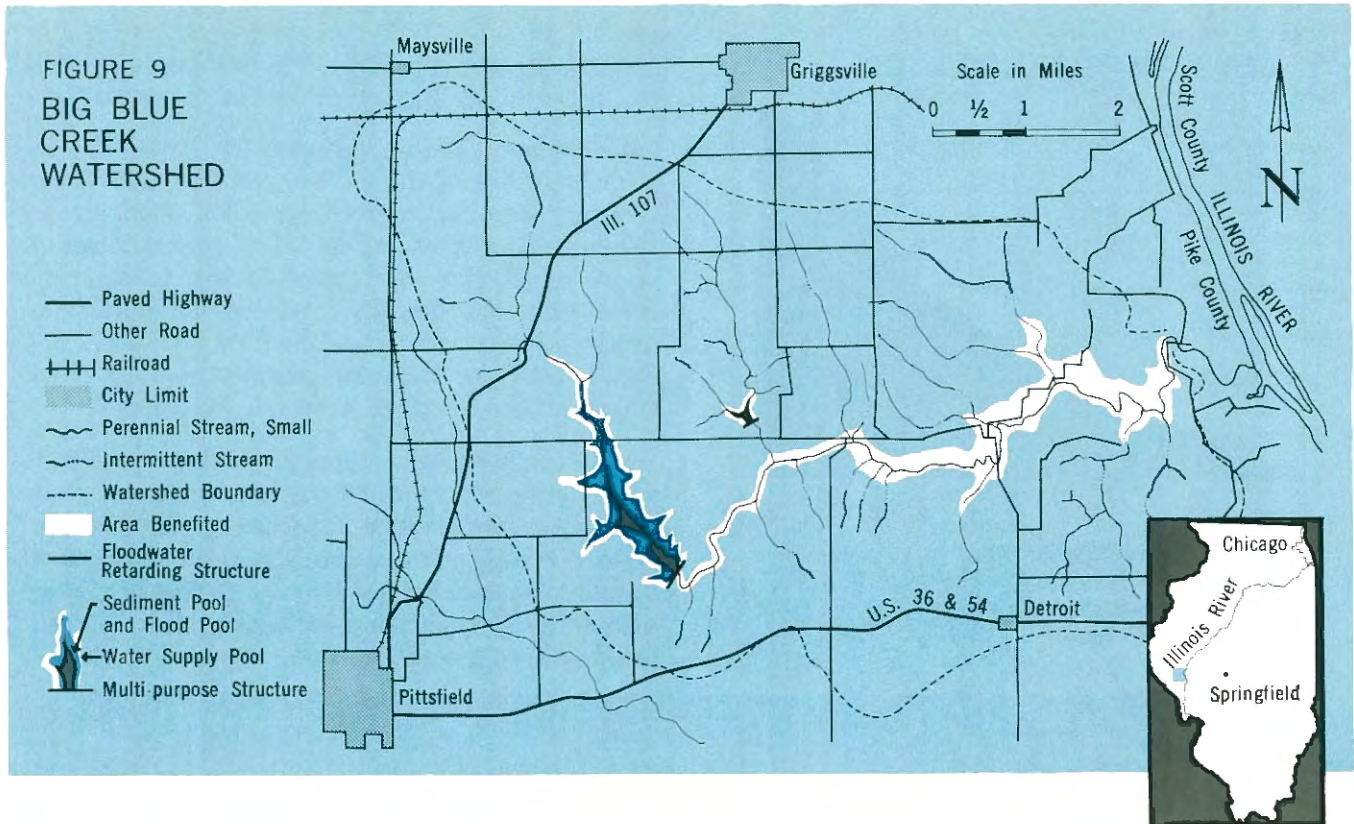 FIGURE 9
BIG BLUE
CREEK
WATERSHED
Maysville
Griggsville
Scale in Miles
0 ½ 1 2
N
Scott County
ILLINOIS RIVER
Pike County
Ill. 107
Paved Highway
Other Road
Railroad
City Limit
Perennial Stream, Small
Intermittent Stream
Watershed Boundary
Area Benefited
Floodwater
Retarding Structure
Sediment Pool
and Flood Pool
Water Supply Pool
Multi-purpose Structure
Pittsfield
U.S. 36 & 54
Detroit
Chicago
Illinois River
Springfield